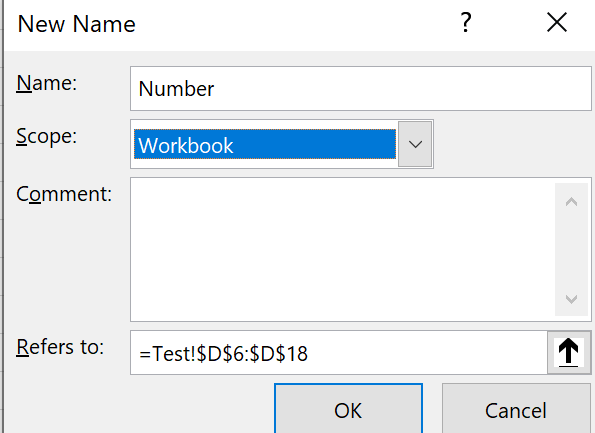 New Name ?
Name: Number
Scope: Workbook
Comment:
Refers to: =Test!$D$6:$D$18
OK Cancel